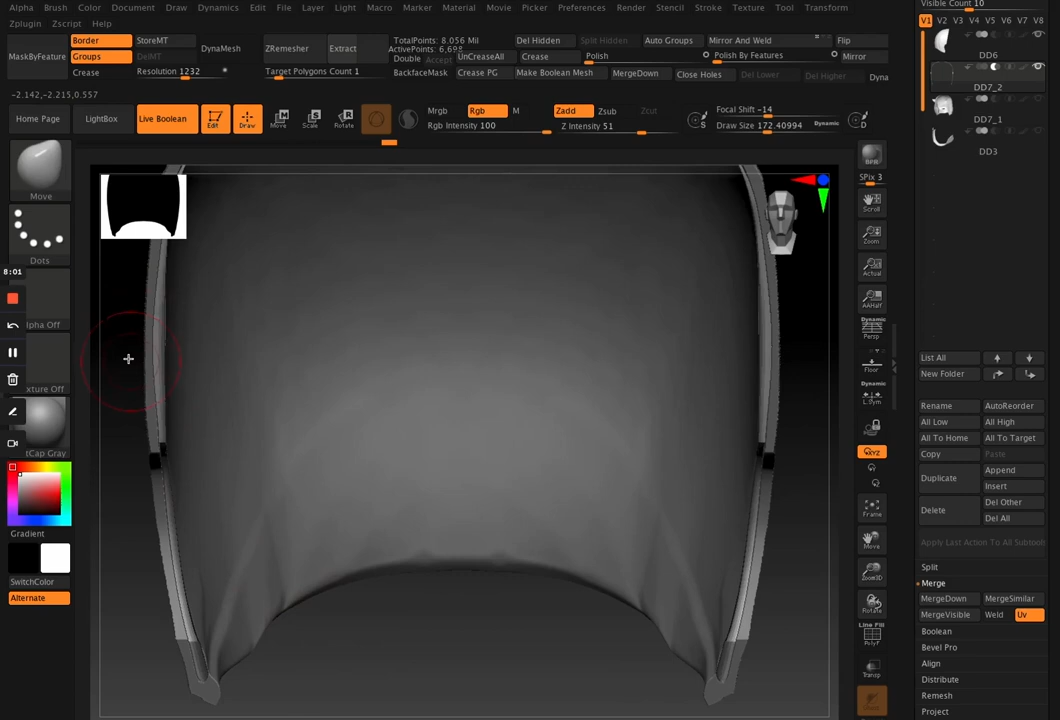 Alpha Brush Color Document Draw Dynamics Edit File Layer Light Macro Marker Material Movie Picker Preferences Render Stencil Stroke Texture Tool Transform
Visible Count 10
Zplugin Zscript Help
V1 V2 V3 V4 V5 V6 V7 V8
MaskByFeature
Border
Groups
Crease
StoreMT
DelMT
Resolution 1232
DynaMesh
ZRemesher
Extract
Target Polygons Count 1
TotalPoints: 8.056 Mil
ActivePoints: 6,698
Double
Accept
BackfaceMask
UnCreaseAll
Crease PG
Del Hidden
Crease
Make Boolean Mesh
Split Hidden
Polish
MergeDown
Auto Groups
Close Holes
Mirror And Weld
Polish By Features
Del Lower
Del Higher
Flip
Mirror
Dyna
DD6
DD7_2
DD7_1
DD3
-2.142,-2.215,0.557
Home Page
LightBox
Live Boolean
Edit
Draw
Move
Scale
Rotate
Mrgb
Rgb
M
Rgb Intensity 100
Zadd
Zsub
Zcut
Z Intensity 51
S
Focal Shift -14
Draw Size 172.40994
Dynamic
D
Move
Dots
8:01
lpha Off
xture Off
tCap Gray
Gradient
SwitchColor
Alternate
BPR
SPix 3
Scroll
Zoom
Actual
AAHalf
Dynamic
Persp
Floor
Dynamic
L.Sym
XYZ
Frame
Move
Zoom3D
Rotate
Line Fill
PolyF
Transp
List All
New Folder
Rename
AutoReorder
All Low
All High
All To Home
All To Target
Copy
Paste
Duplicate
Append
Insert
Delete
Del Other
Del All
Apply Last Action To All Subtools
Split
Merge
MergeDown
MergeSimilar
MergeVisible
Weld
Uv
Boolean
Bevel Pro
Align
Distribute
Remesh
Project